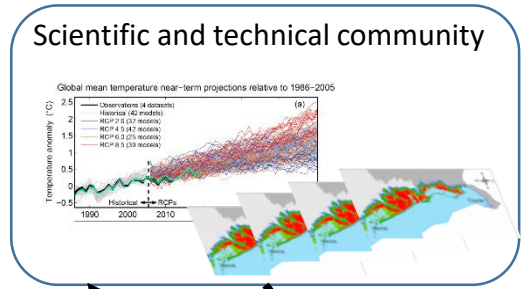 Scientific and technical community
Global mean temperature near−term projections relative to 1986−2005
Temperature anomaly (°C)
2.5
2
1.5
1
0.5
0
−0.5
Observations (4 datasets)
Historical (42 models)
RCP 2.6 (32 models)
RCP 4.5 (42 models)
RCP 6.0 (25 models)
RCP 8.5 (39 models)
(a)
Historical
RCPs
1990
2000
2010